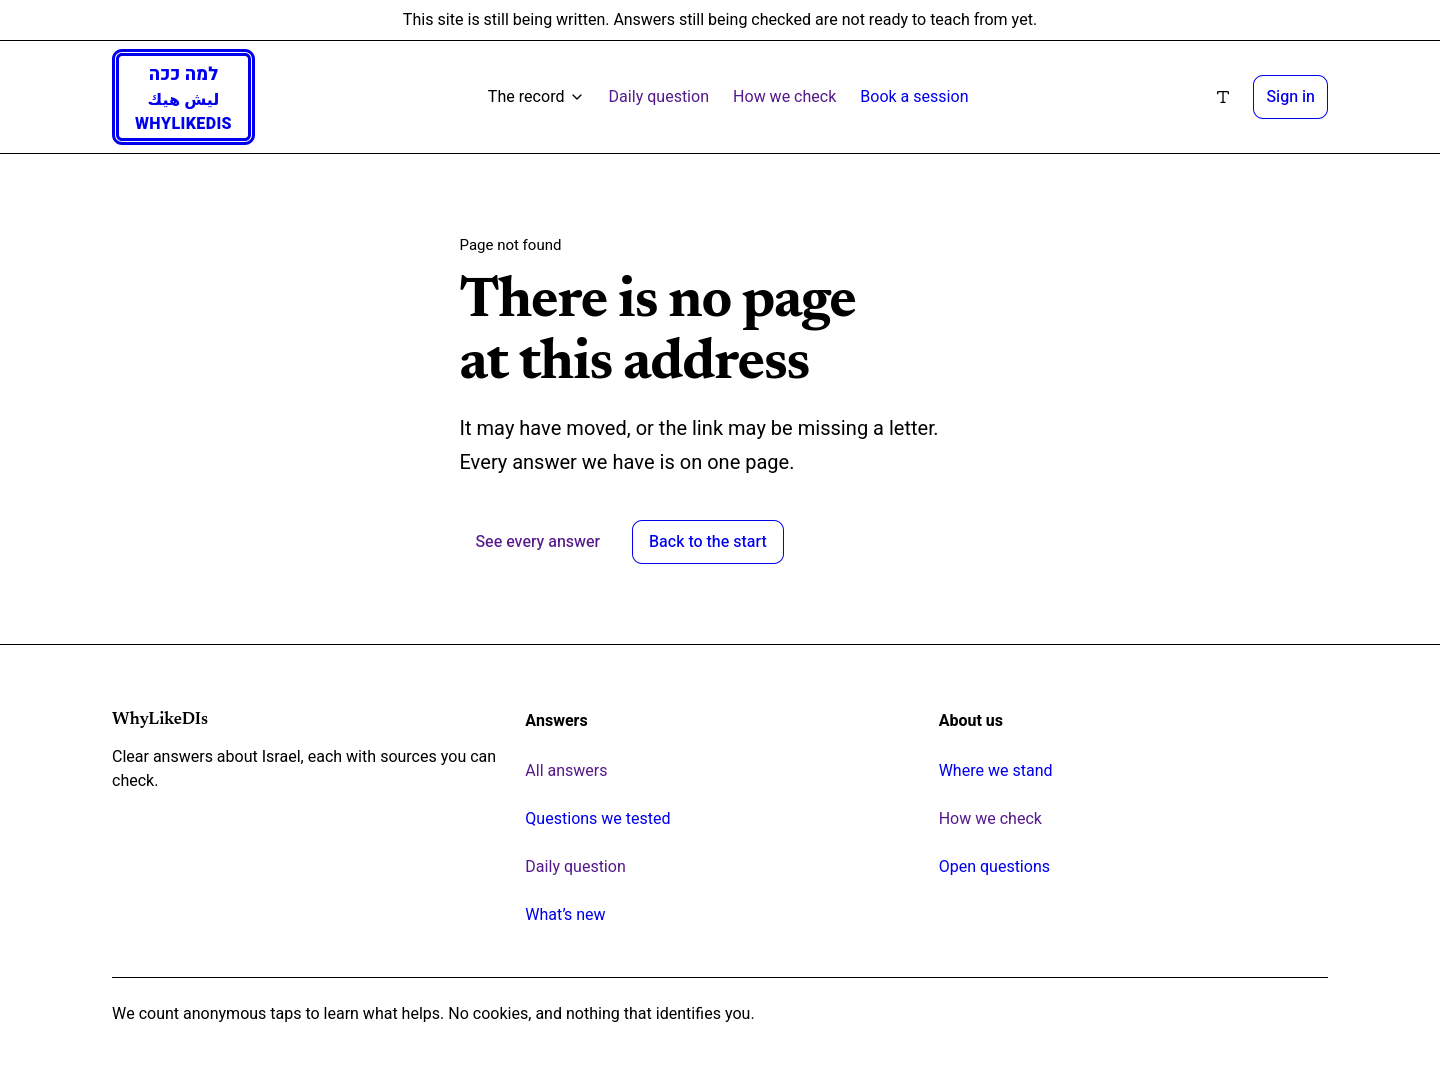 This site is still being written. Answers still being checked are not ready to teach from yet.
למה ככה
ليش هيك
WHYLIKEDIS
The record
Daily question
How we check
Book a session
T
Sign in
Page not found
There is no page
at this address
It may have moved, or the link may be missing a letter.
Every answer we have is on one page.
See every answer
Back to the start
WhyLikeDIs
Clear answers about Israel, each with sources you can
check.
Answers
All answers
Questions we tested
Daily question
What’s new
About us
Where we stand
How we check
Open questions
We count anonymous taps to learn what helps. No cookies, and nothing that identifies you.